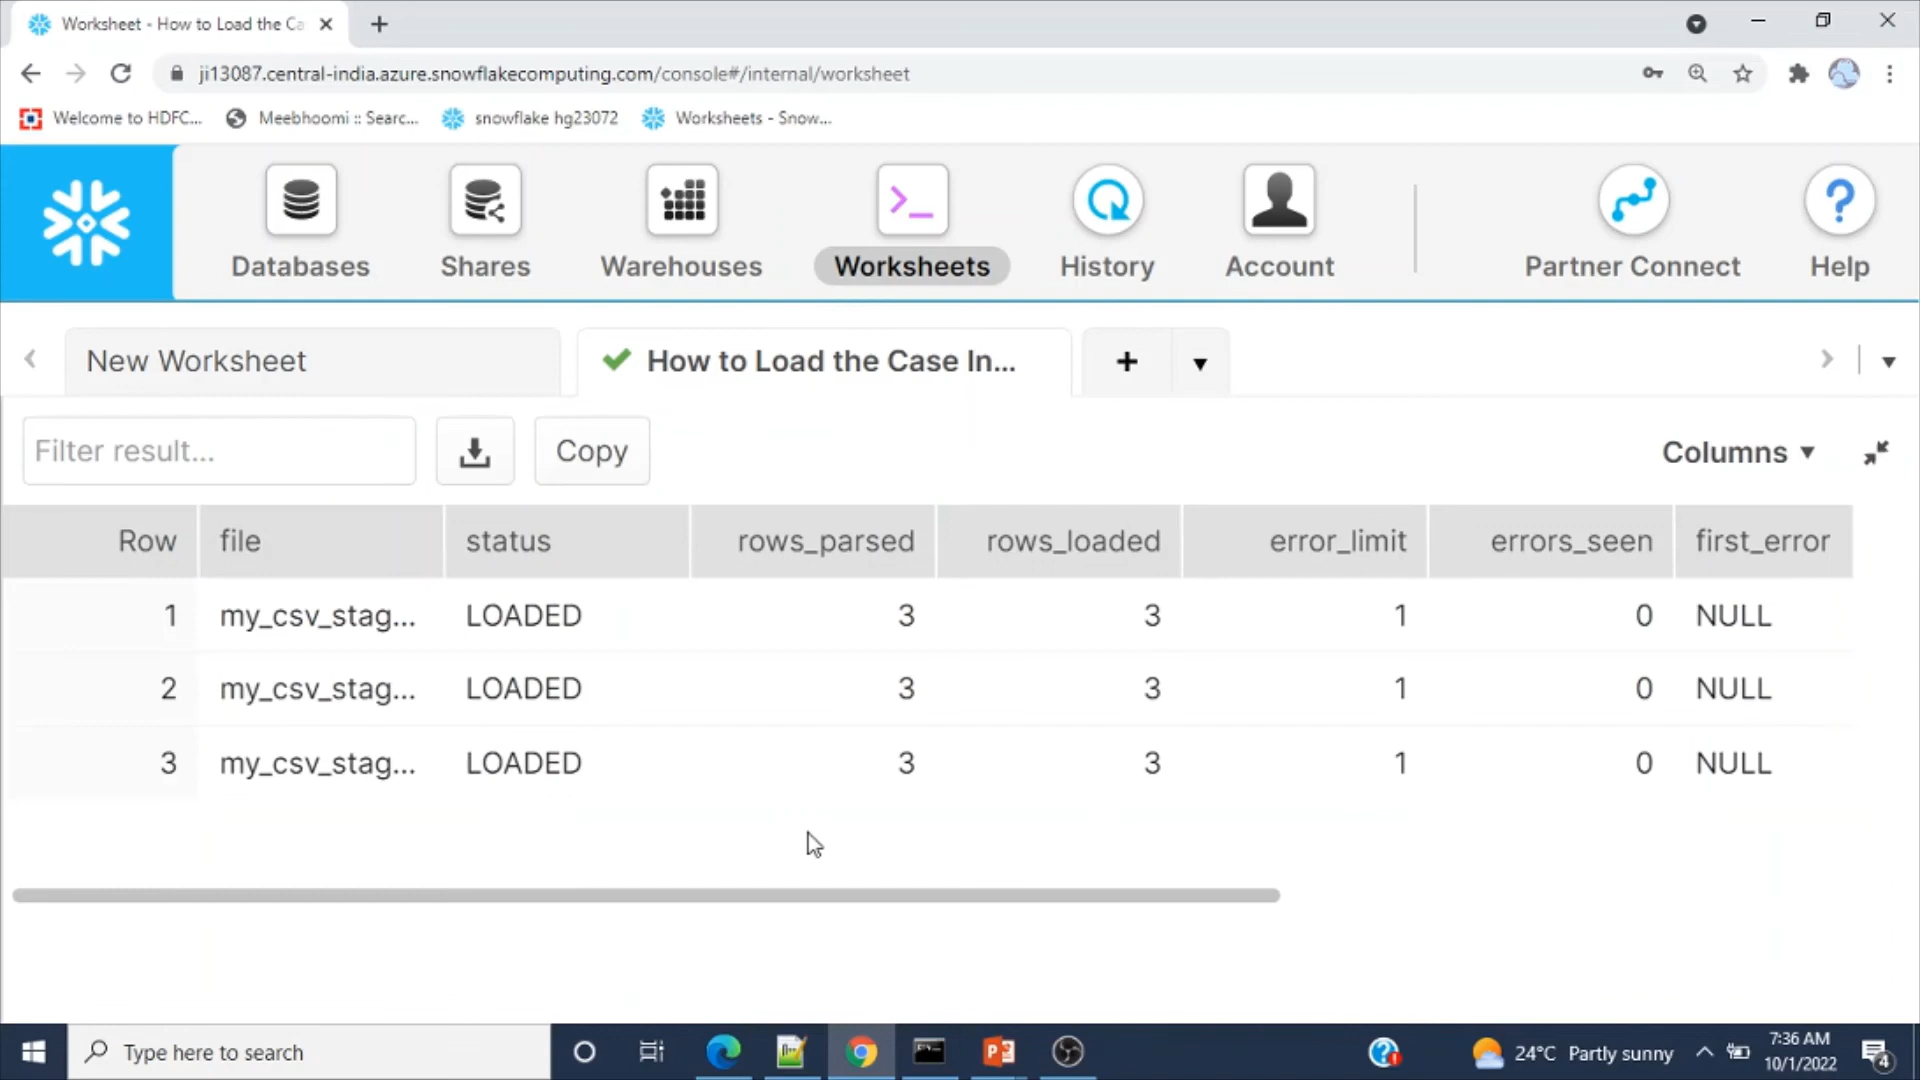 Worksheet - How to Load the Ca
ji13087.central-india.azure.snowflakecomputing.com/console#/internal/worksheet
Welcome to HDFC... Meebhoomi :: Searc... snowflake hg23072 Worksheets - Snow...
Databases Shares Warehouses Worksheets History Account Partner Connect Help
New Worksheet How to Load the Case In...
Filter result... Copy Columns
Row file status rows_parsed rows_loaded error_limit errors_seen first_error
1 my_csv_stag... LOADED 3 3 1 0 NULL
2 my_csv_stag... LOADED 3 3 1 0 NULL
3 my_csv_stag... LOADED 3 3 1 0 NULL
Type here to search 24°C Partly sunny 7:36 AM
10/1/2022 4